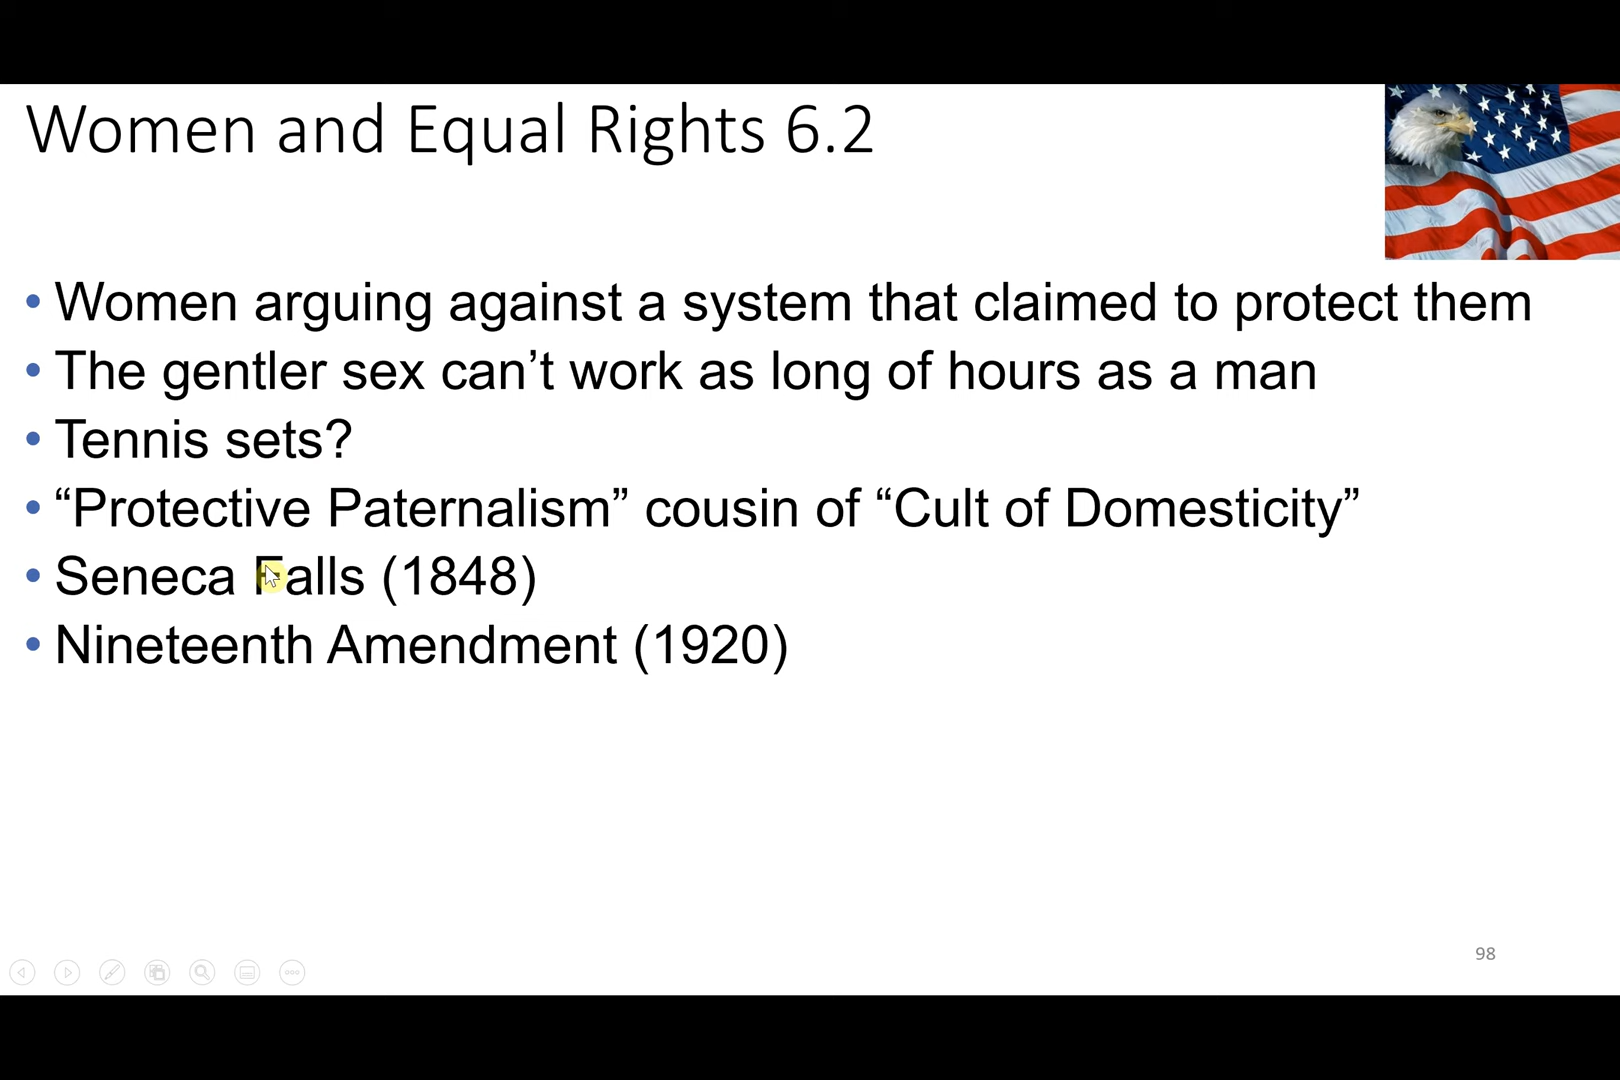 Women and Equal Rights 6.2
• Women arguing against a system that claimed to protect them
• The gentler sex can’t work as long of hours as a man
• Tennis sets?
• “Protective Paternalism” cousin of “Cult of Domesticity”
• Seneca Falls (1848)
• Nineteenth Amendment (1920)
98